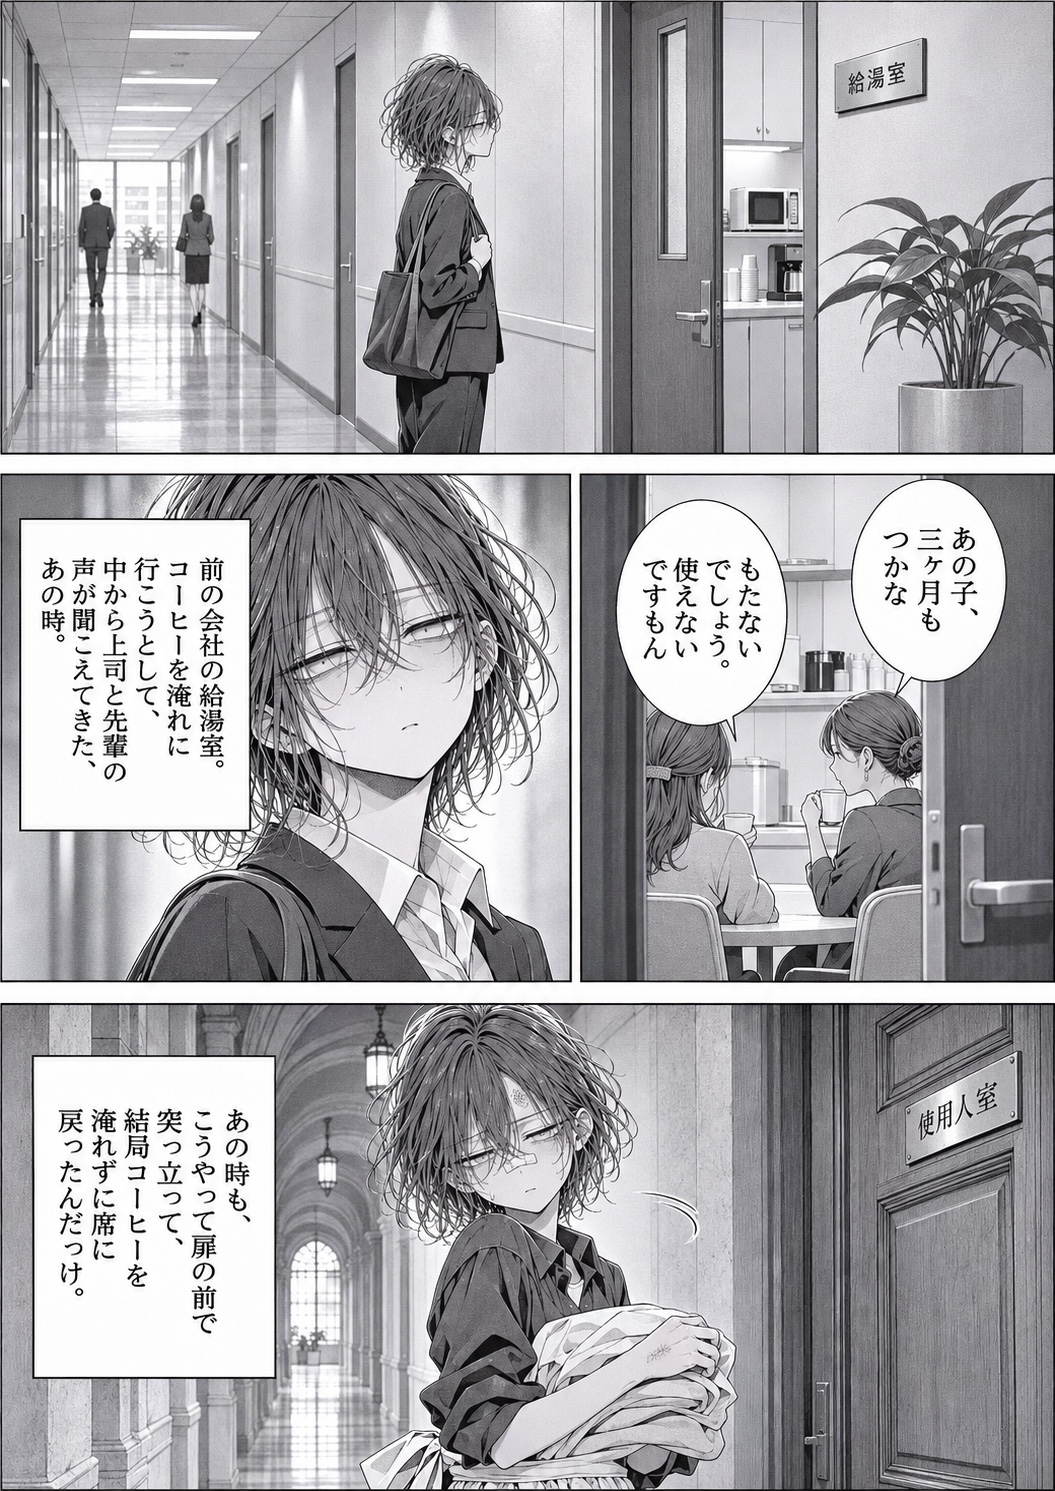 給湯室
あの子、
三ヶ月も
つかな
もたない
でしょう。
使えない
ですもん
前の会社の給湯室。
コーヒーを淹れに
行こうとして、
中から上司と先輩の
声が聞こえてきた、
あの時。
使用人室
あの時も、
こうやって扉の前で
突っ立って、
結局コーヒーを
淹れずに席に
戻ったんだっけ。